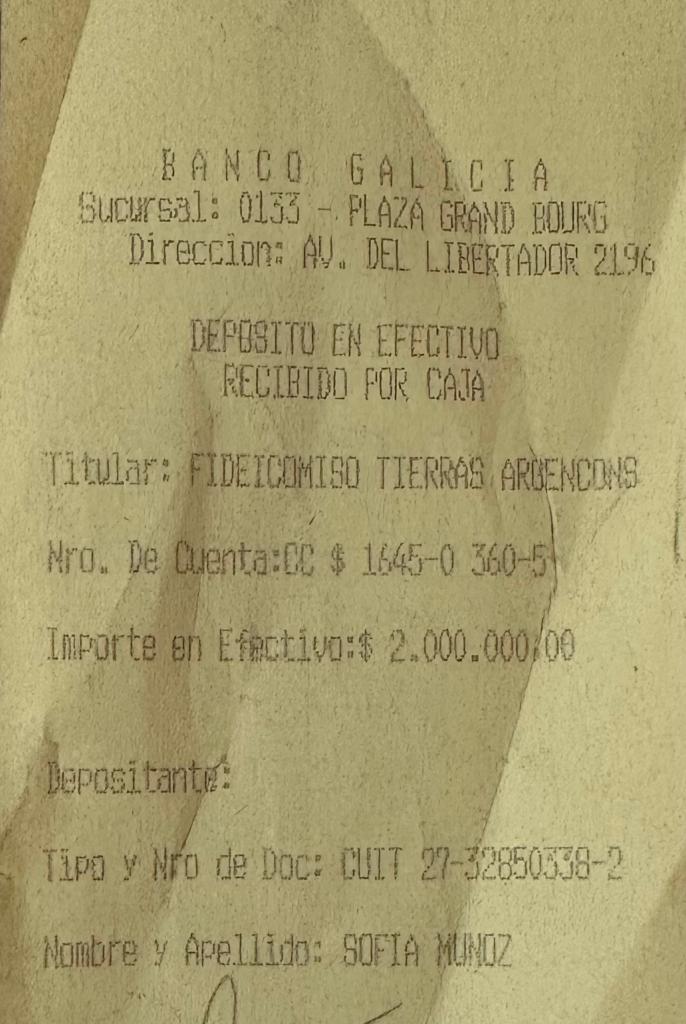 BANCO GALICIA
Sucursal: 0133 - PLAZA GRAND BOURG
Direccion: AV. DEL LIBERTADOR 2196
DEPOSITO EN EFECTIVO
RECIBIDO POR CAJA
Titular: FIDEICOMISO TIERRAS ARGENCONS
Nro. De Cuenta:CC $ 1645-0 360-5
Importe en Efectivo:$ 2.000.000,00
Depositante:
Tipo y Nro de Doc: CUIT 27-32850338-2
Nombre y Apellido: SOFIA MUNOZ